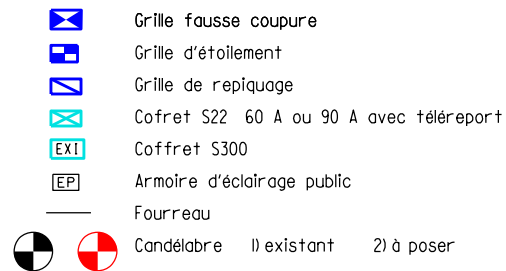 Grille fausse coupure
Grille d'étoilement
Grille de repiquage
Cofret S22 60 A ou 90 A avec téléreport
EXI Coffret S300
EP Armoire d'éclairage public
Fourreau
Candélabre 1) existant 2) à poser